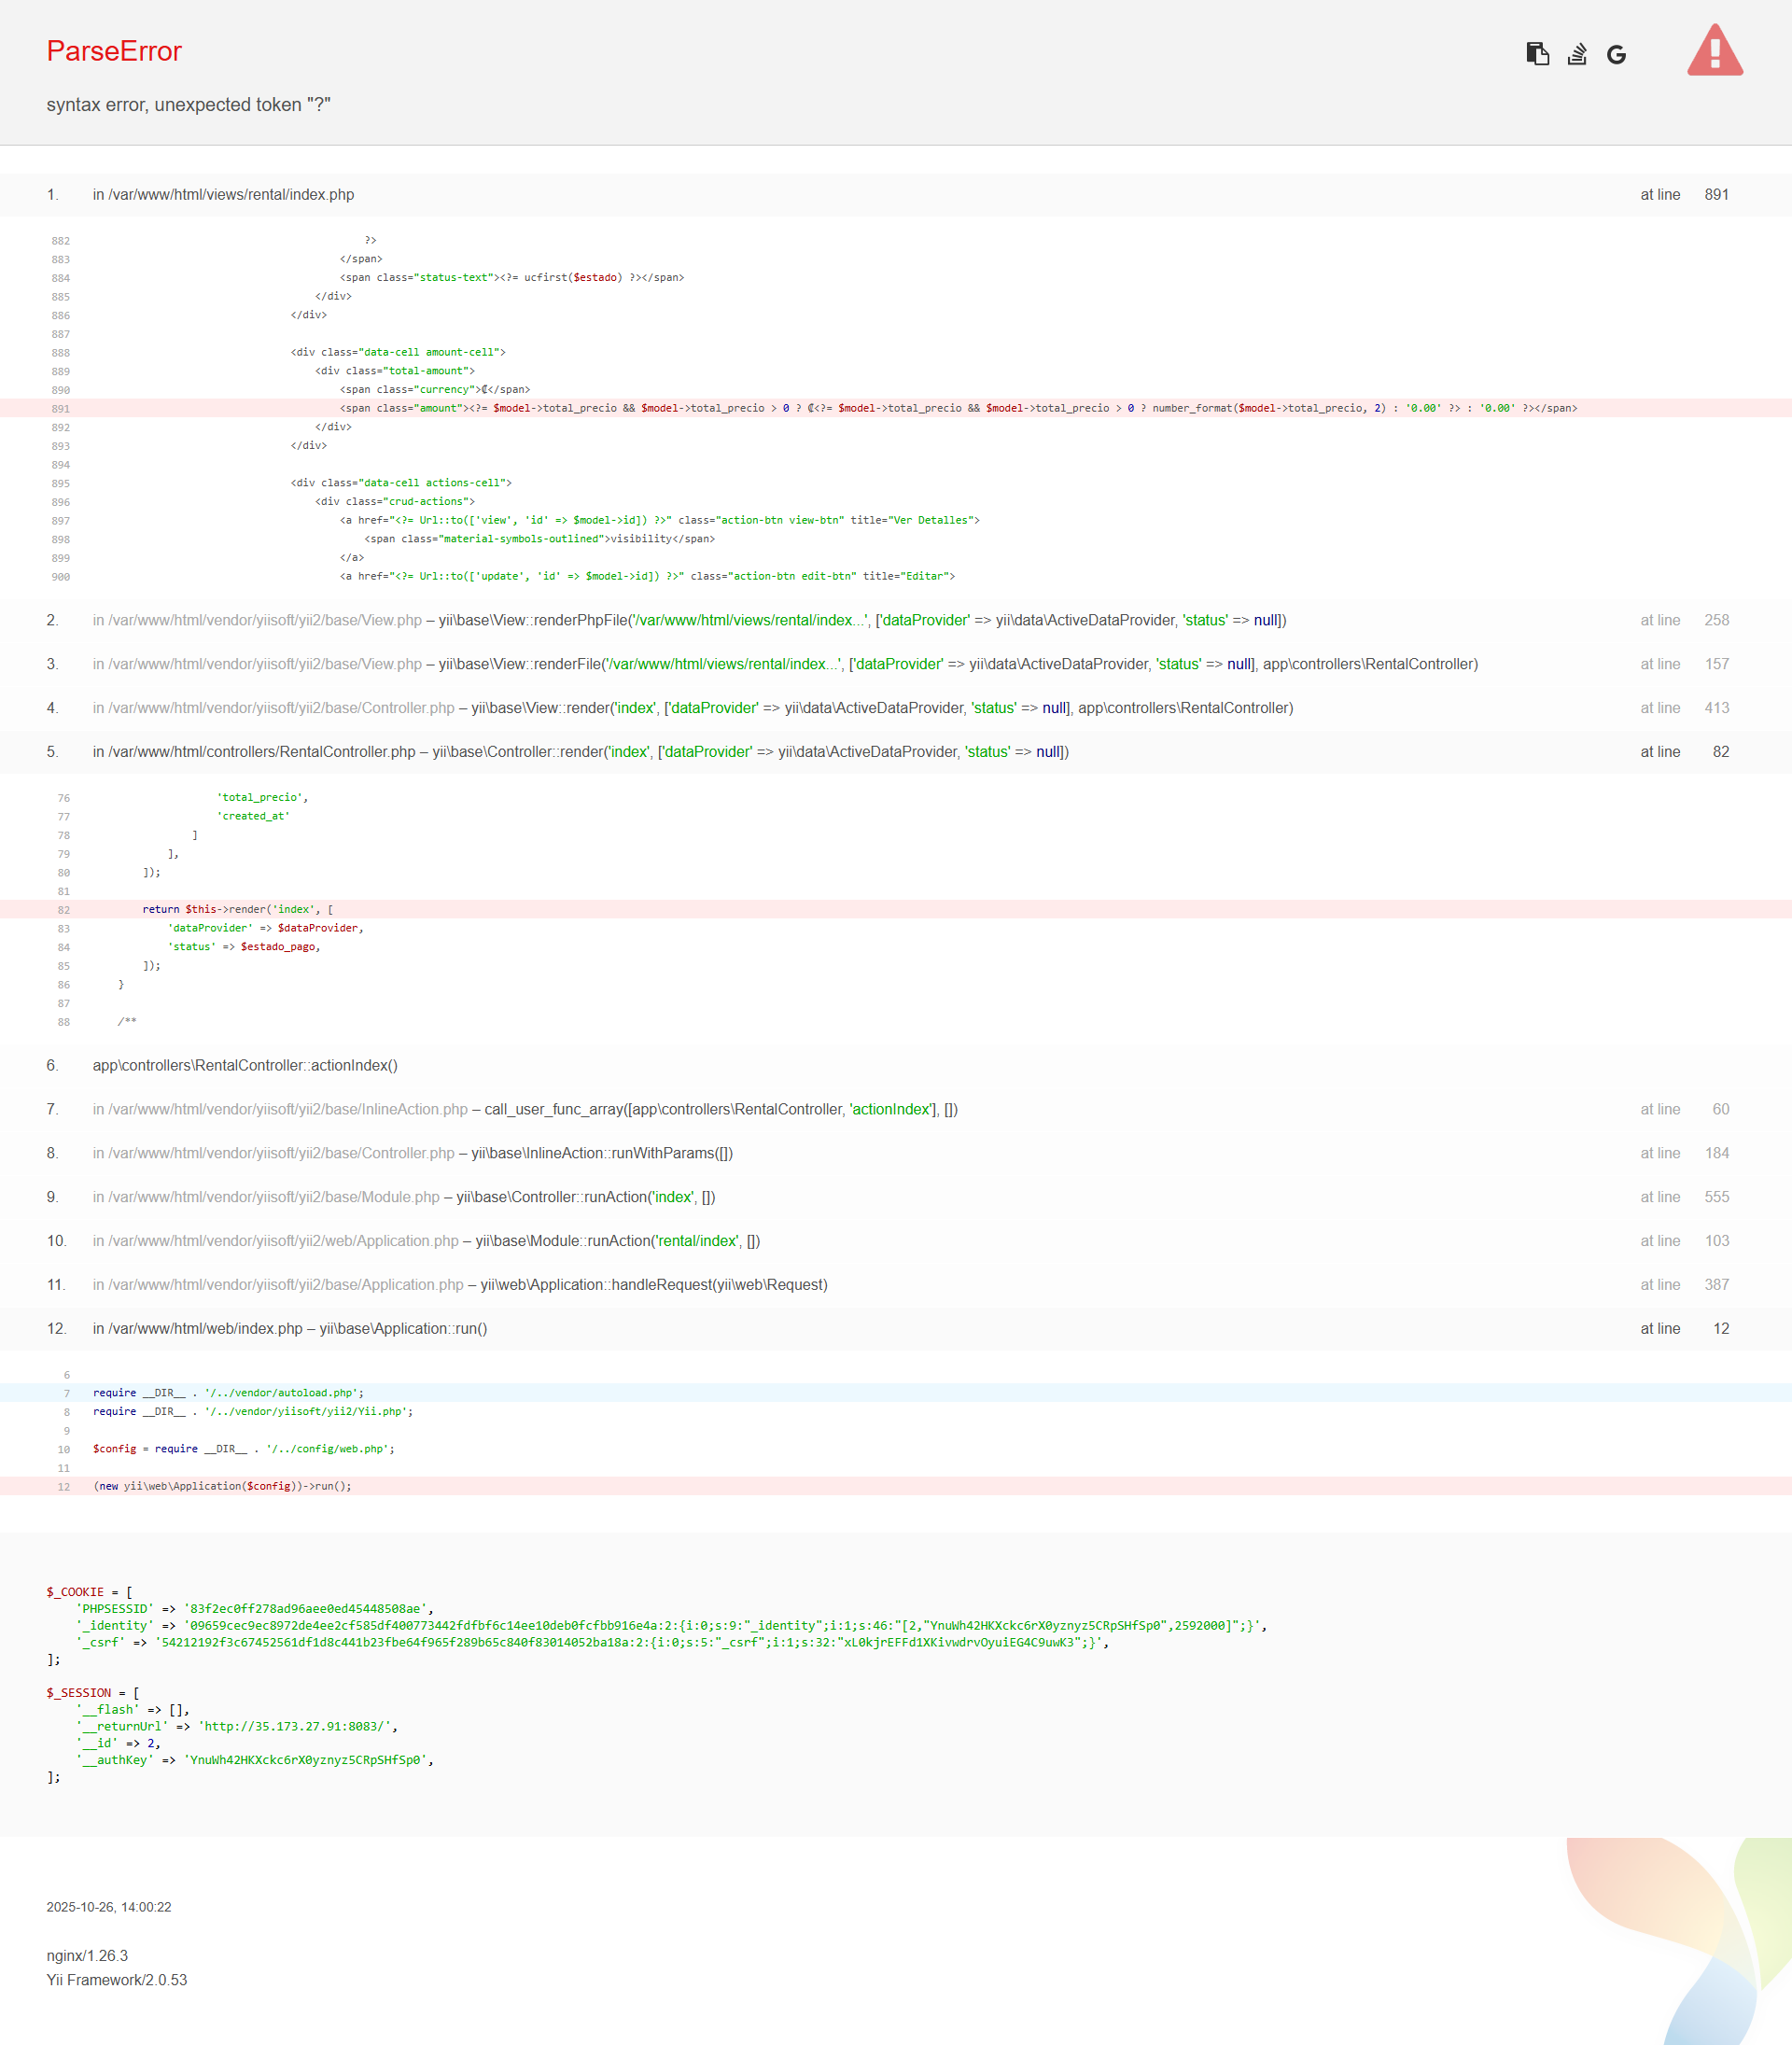 ParseError
syntax error, unexpected token "?"
1. in /var/www/html/views/rental/index.php at line 891
882 ?>
883 </span>
884 <span class="status-text"><?= ucfirst($estado) ?></span>
885 </div>
886 </div>
887
888 <div class="data-cell amount-cell">
889 <div class="total-amount">
890 <span class="currency">₡</span>
891 <span class="amount"><?= $model->total_precio && $model->total_precio > 0 ? ₡<?= $model->total_precio && $model->total_precio > 0 ? number_format($model->total_precio, 2) : '0.00' ?> : '0.00' ?></span>
892 </div>
893 </div>
894
895 <div class="data-cell actions-cell">
896 <div class="crud-actions">
897 <a href="<?= Url::to(['view', 'id' => $model->id]) ?>" class="action-btn view-btn" title="Ver Detalles">
898 <span class="material-symbols-outlined">visibility</span>
899 </a>
900 <a href="<?= Url::to(['update', 'id' => $model->id]) ?>" class="action-btn edit-btn" title="Editar">
2. in /var/www/html/vendor/yiisoft/yii2/base/View.php – yii\base\View::renderPhpFile('/var/www/html/views/rental/index...', ['dataProvider' => yii\data\ActiveDataProvider, 'status' => null]) at line 258
3. in /var/www/html/vendor/yiisoft/yii2/base/View.php – yii\base\View::renderFile('/var/www/html/views/rental/index...', ['dataProvider' => yii\data\ActiveDataProvider, 'status' => null], app\controllers\RentalController) at line 157
4. in /var/www/html/vendor/yiisoft/yii2/base/Controller.php – yii\base\View::render('index', ['dataProvider' => yii\data\ActiveDataProvider, 'status' => null], app\controllers\RentalController) at line 413
5. in /var/www/html/controllers/RentalController.php – yii\base\Controller::render('index', ['dataProvider' => yii\data\ActiveDataProvider, 'status' => null]) at line 82
76 'total_precio',
77 'created_at'
78 ]
79 ],
80 ]);
81
82 return $this->render('index', [
83 'dataProvider' => $dataProvider,
84 'status' => $estado_pago,
85 ]);
86 }
87
88 /**
6. app\controllers\RentalController::actionIndex()
7. in /var/www/html/vendor/yiisoft/yii2/base/InlineAction.php – call_user_func_array([app\controllers\RentalController, 'actionIndex'], []) at line 60
8. in /var/www/html/vendor/yiisoft/yii2/base/Controller.php – yii\base\InlineAction::runWithParams([]) at line 184
9. in /var/www/html/vendor/yiisoft/yii2/base/Module.php – yii\base\Controller::runAction('index', []) at line 555
10. in /var/www/html/vendor/yiisoft/yii2/web/Application.php – yii\base\Module::runAction('rental/index', []) at line 103
11. in /var/www/html/vendor/yiisoft/yii2/base/Application.php – yii\web\Application::handleRequest(yii\web\Request) at line 387
12. in /var/www/html/web/index.php – yii\base\Application::run() at line 12
6
7 require __DIR__ . '/../vendor/autoload.php';
8 require __DIR__ . '/../vendor/yiisoft/yii2/Yii.php';
9
10 $config = require __DIR__ . '/../config/web.php';
11
12 (new yii\web\Application($config))->run();
$_COOKIE = [
'PHPSESSID' => '83f2ec0ff278ad96aee0ed45448508ae',
'_identity' => '09659cec9ec8972de4ee2cf585df400773442fdfbf6c14ee10deb0fcfbb916e4a:2:{i:0;s:9:"_identity";i:1;s:46:"[2,"YnuWh42HKXckc6rX0yznyz5CRpSHfSp0",2592000]";}',
'_csrf' => '54212192f3c67452561df1d8c441b23fbe64f965f289b65c840f83014052ba18a:2:{i:0;s:5:"_csrf";i:1;s:32:"xL0kjrEFFd1XKivwdrvOyuiEG4C9uwK3";}',
];
$_SESSION = [
'__flash' => [],
'__returnUrl' => 'http://35.173.27.91:8083/',
'__id' => 2,
'__authKey' => 'YnuWh42HKXckc6rX0yznyz5CRpSHfSp0',
];
2025-10-26, 14:00:22
nginx/1.26.3
Yii Framework/2.0.53